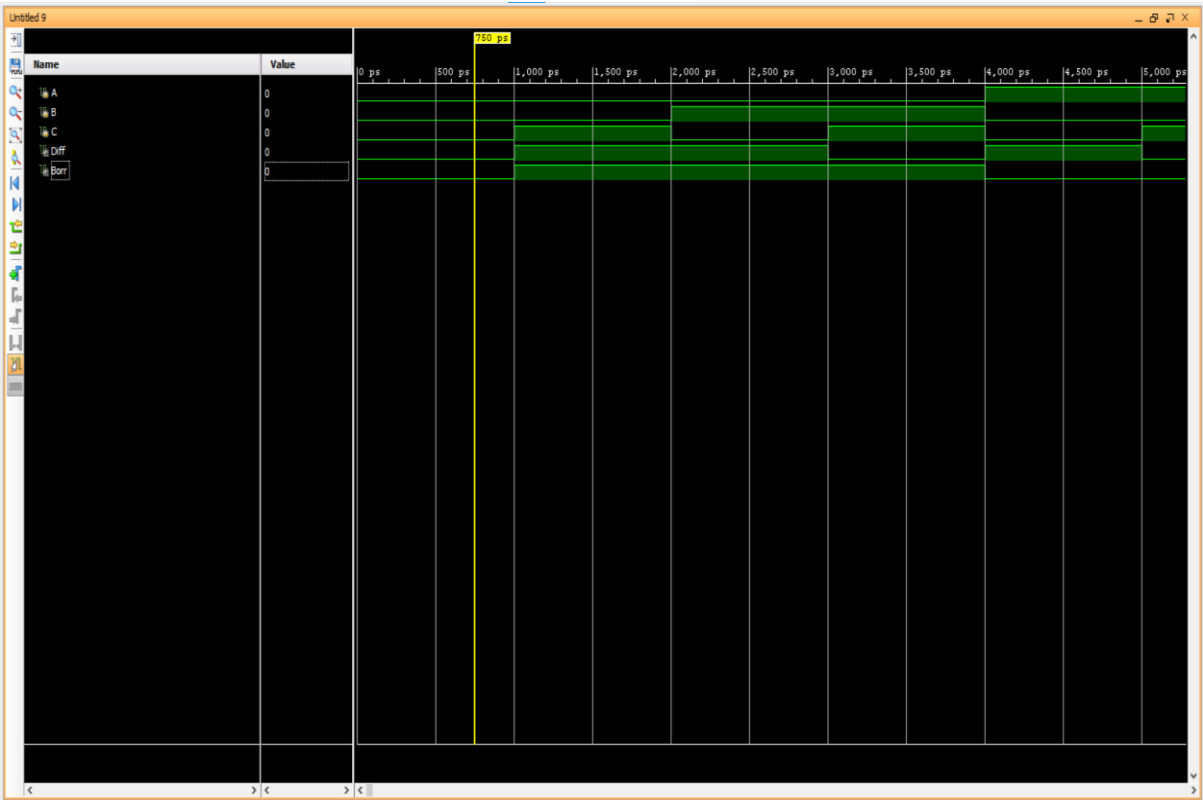 Untitled 9
750 ps
Name Value
0 ps 500 ps 1,000 ps 1,500 ps 2,000 ps 2,500 ps 3,000 ps 3,500 ps 4,000 ps 4,500 ps 5,000 ps
A 0
B 0
C 0
Diff 0
Borr 0